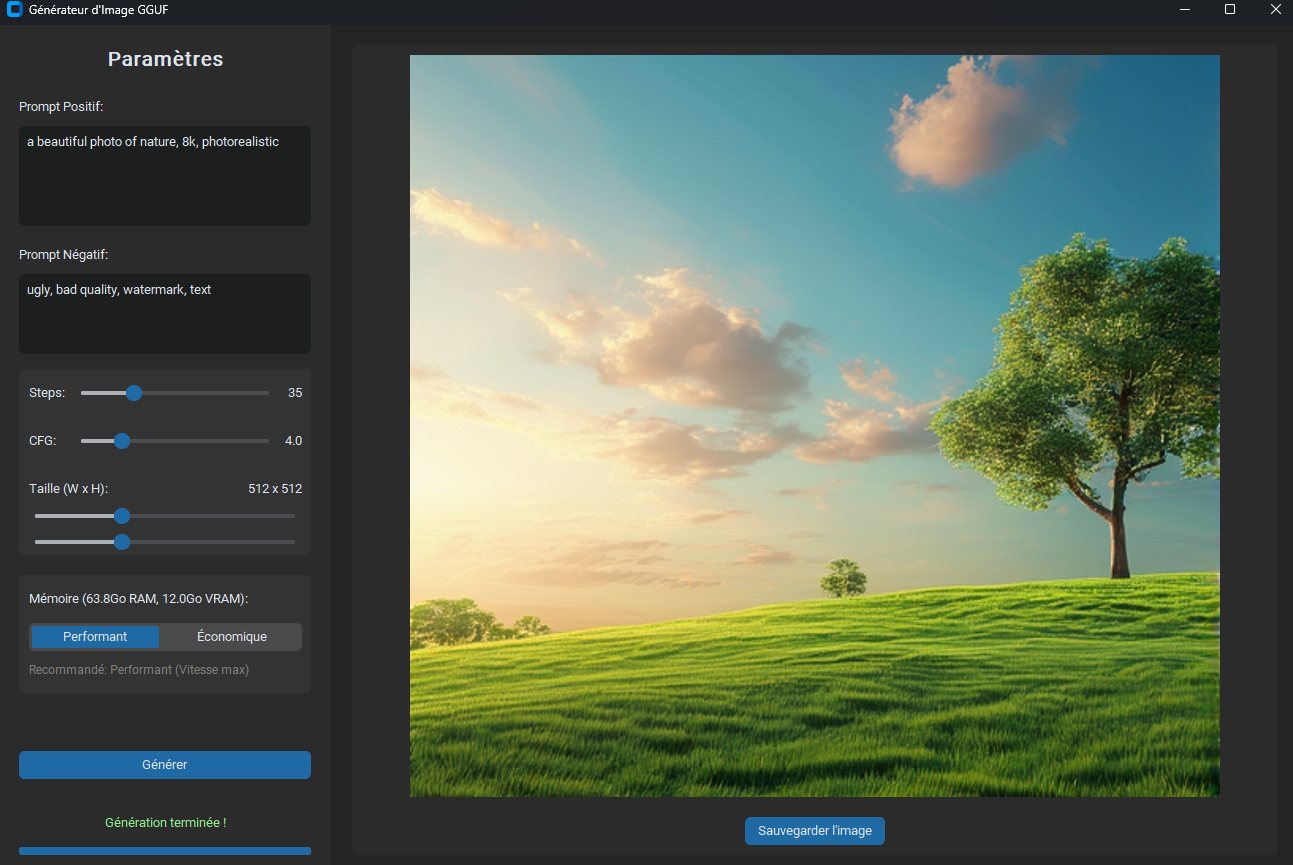 Générateur d'Image GGUF
Paramètres
Prompt Positif:
a beautiful photo of nature, 8k, photorealistic
Prompt Négatif:
ugly, bad quality, watermark, text
Steps: 35
CFG: 4.0
Taille (W x H): 512 x 512
Mémoire (63.8Go RAM, 12.0Go VRAM):
Performant Économique
Recommandé: Performant (Vitesse max)
Générer
Génération terminée !
Sauvegarder l'image